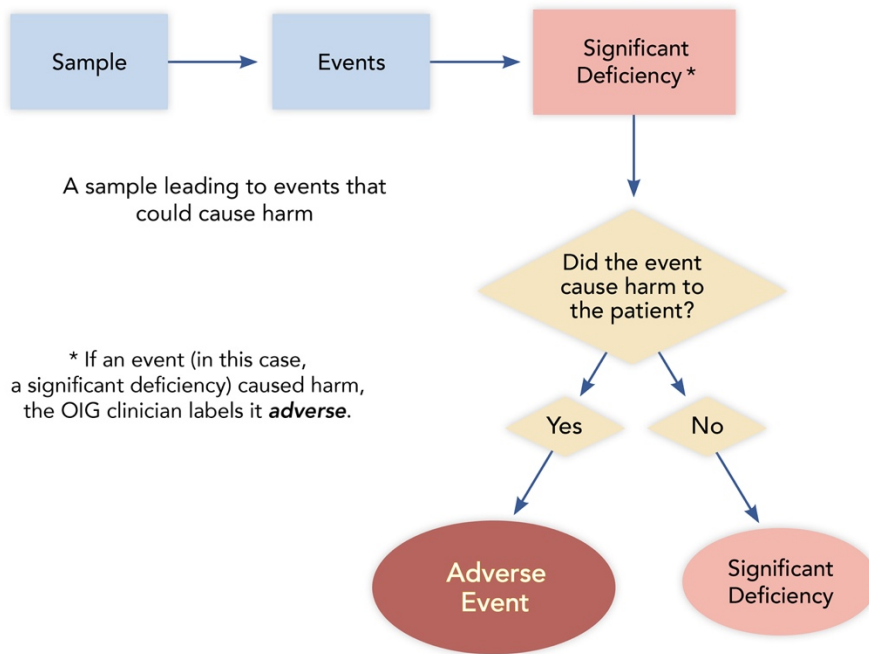 Sample
Events
Significant
Deficiency *
A sample leading to events that
could cause harm
Did the event
cause harm to
the patient?
* If an event (in this case,
a significant deficiency) caused harm,
the OIG clinician labels it adverse.
Yes
No
Adverse
Event
Significant
Deficiency